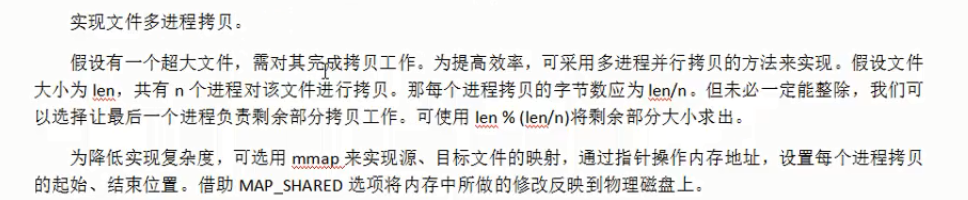 实现文件多进程拷贝。
假设有一个超大文件，需对其完成拷贝工作。为提高效率，可采用多进程并行拷贝的方法来实现。假设文件
大小为 len，共有 n 个进程对该文件进行拷贝。那每个进程拷贝的字节数应为 len/n。但未必一定能整除，我们可
以选择让最后一个进程负责剩余部分拷贝工作。可使用 len % (len/n)将剩余部分大小求出。
为降低实现复杂度，可选用 mmap 来实现源、目标文件的映射，通过指针操作内存地址，设置每个进程拷贝
的起始、结束位置。借助 MAP_SHARED 选项将内存中所做的修改反映到物理磁盘上。